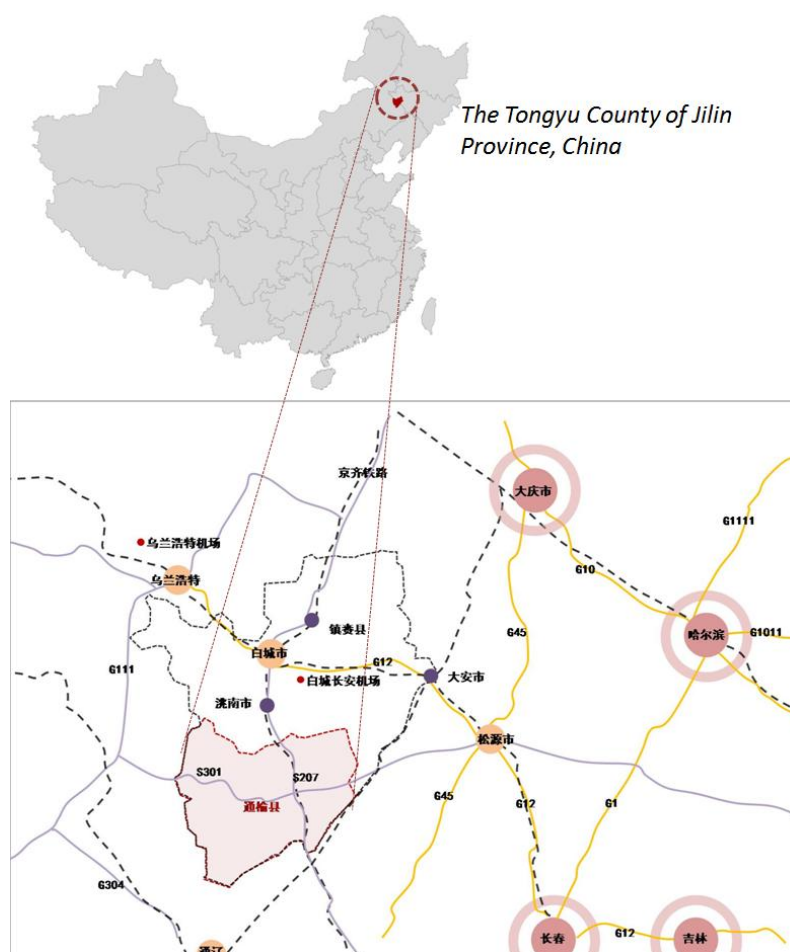 The Tongyu County of Jilin
Province, China
京齐铁路
大庆市
G1111
乌兰浩特机场
G10
乌兰浩特
镇赉县
哈尔滨
G1011
G45
白城市
G12
G111
白城长安机场
大安市
洮南市
松源市
S301
S207
通榆县
G45
G12
G1
G304
长春
G12
吉林
通辽